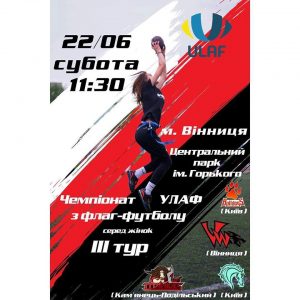 22/06
субота
11:30
ULAF
м. Вінниця
Центральний
парк
ім. Горького
Чемпіонат УЛАФ
з флаг-футболу
серед жінок
III тур
(Київ)
(Вінниця)
(Кам'янець-Подільський) (Київ)